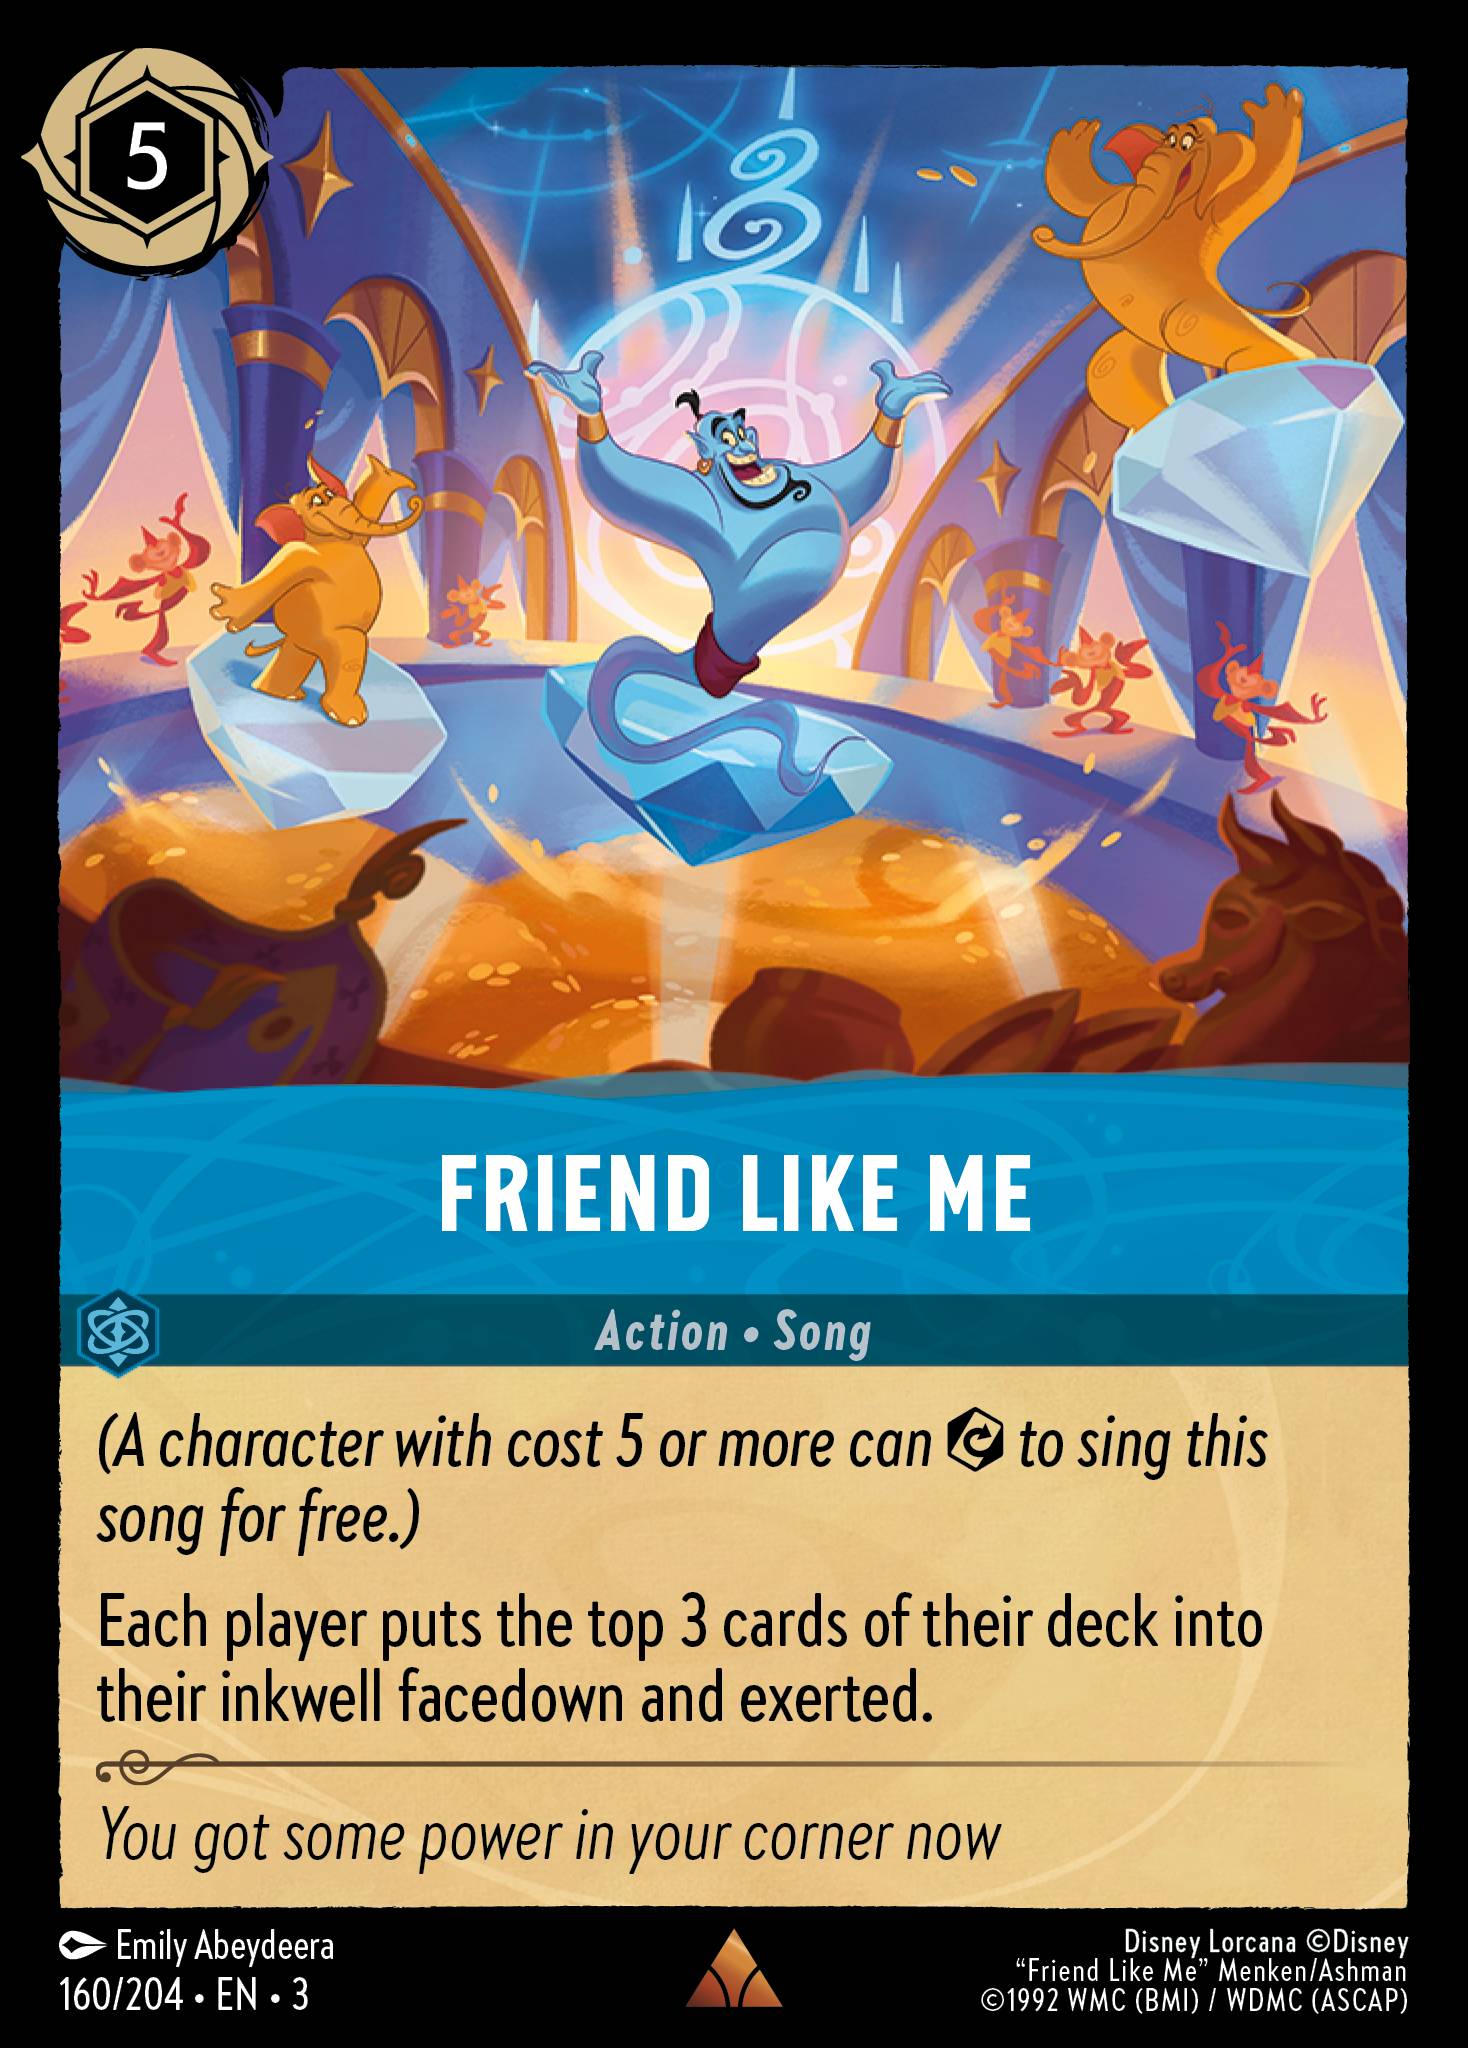 5
FRIEND LIKE ME
Action • Song
(A character with cost 5 or more can to sing this
song for free.)
Each player puts the top 3 cards of their deck into
their inkwell facedown and exerted.
You got some power in your corner now
Emily Abeydeera
160/204 • EN • 3
Disney Lorcana ©Disney
“Friend Like Me” Menken/Ashman
©1992 WMC (BMI) / WDMC (ASCAP)